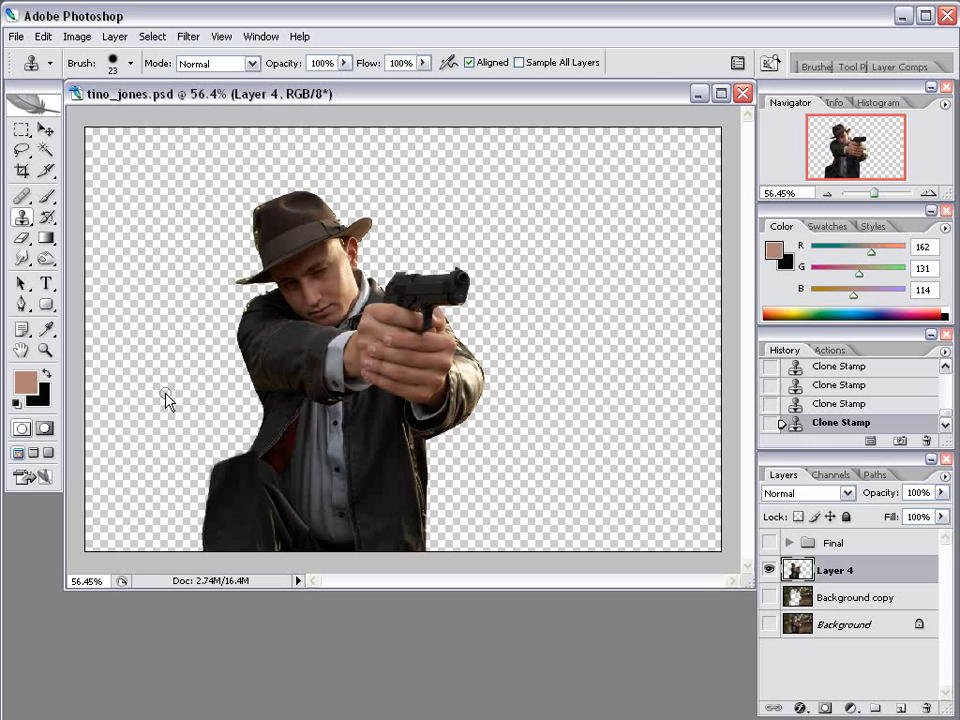 Adobe Photoshop
File Edit Image Layer Select Filter View Window Help
Brush: 23 Mode: Normal Opacity: 100% Flow: 100% Aligned Sample All Layers
Brushe Tool P Layer Comps
tino_jones.psd @ 56.4% (Layer 4, RGB/8*)
Navigator Info Histogram
56.45%
Color Swatches Styles
R 162
G 131
B 114
History Actions
Clone Stamp
Clone Stamp
Clone Stamp
Clone Stamp
Layers Channels Paths
Normal Opacity: 100%
Lock: Fill: 100%
Final
Layer 4
Background copy
Background
56.45% Doc: 2.74M/16.4M